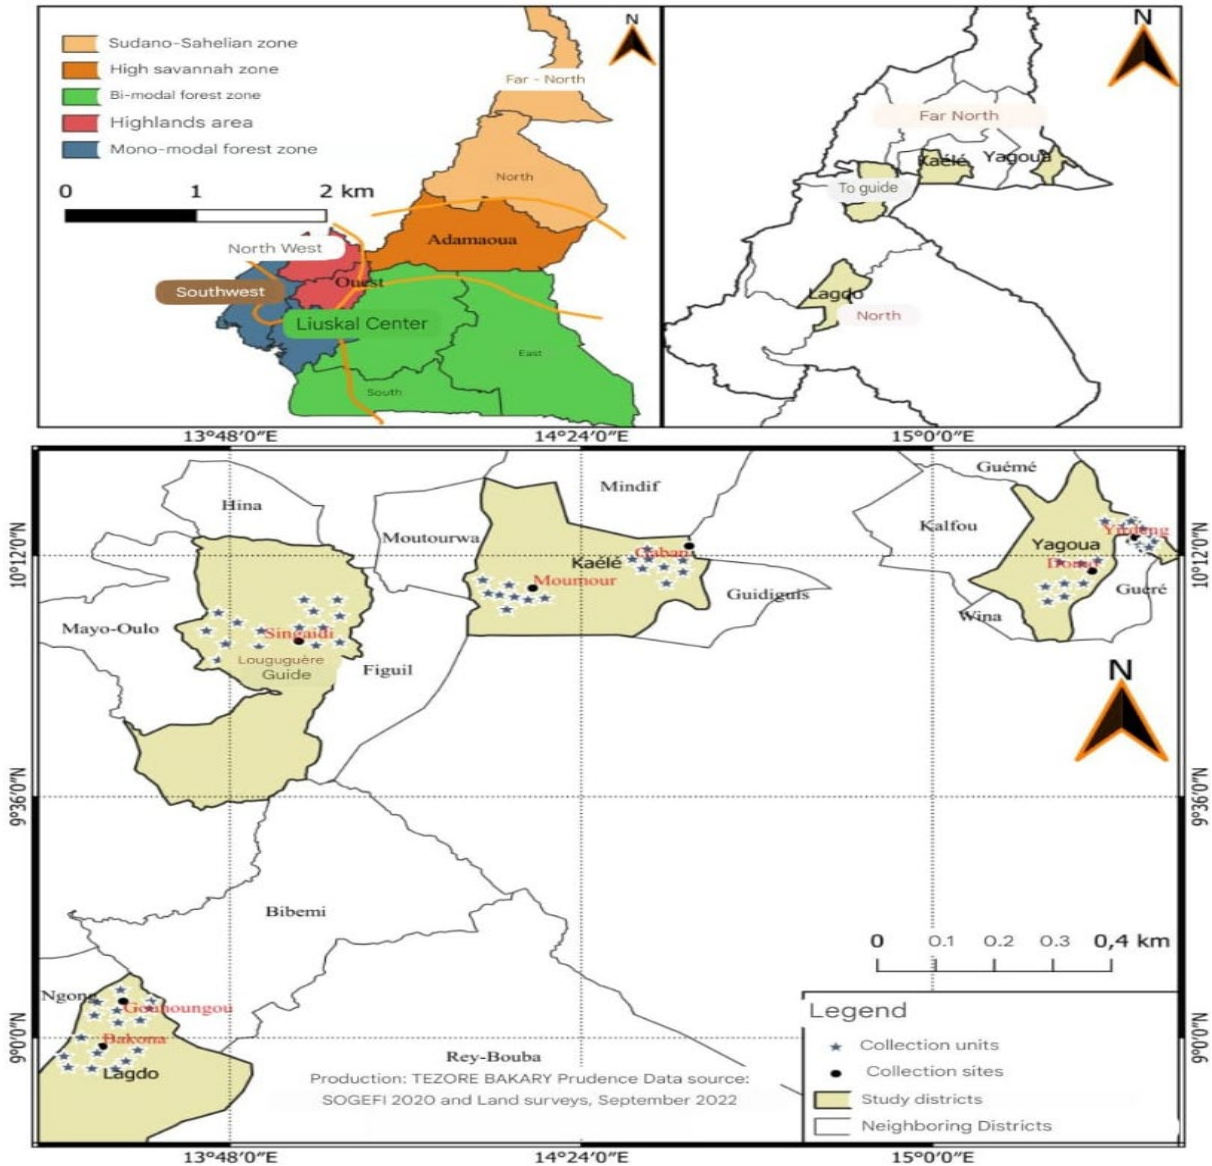 Sudano-Sahelian zone
High savannah zone
Bi-modal forest zone
Highlands area
Mono-modal forest zone
0 1 2 km
N
Far - North
North
Adamaoua
North West
Ouest
Southwest
Liuskal Center
East
South
N
Far North
Kaélé
Yagoua
To guide
Lagdo
North
13°48'0"E 14°24'0"E 15°0'0"E
10°12'0"N
9°36'0"N
9°0'0"N
Hina
Moutourwa
Mindif
Guémé
Kalfou
Kaélé
Moumour
Guidiguis
Yagoua
Gueré
Wina
Mayo-Oulo
Singaidi
Louguguère
Guide
Figuil
N
Bibemi
0 0.1 0.2 0.3 0,4 km
Ngong
Gounoungou
Bakona
Lagdo
Rey-Bouba
Production: TEZORE BAKARY Prudence Data source:
SOGEFI 2020 and Land surveys, September 2022
Legend
Collection units
Collection sites
Study districts
Neighboring Districts
10°12'0"N
9°36'0"N
9°0'0"N
13°48'0"E 14°24'0"E 15°0'0"E